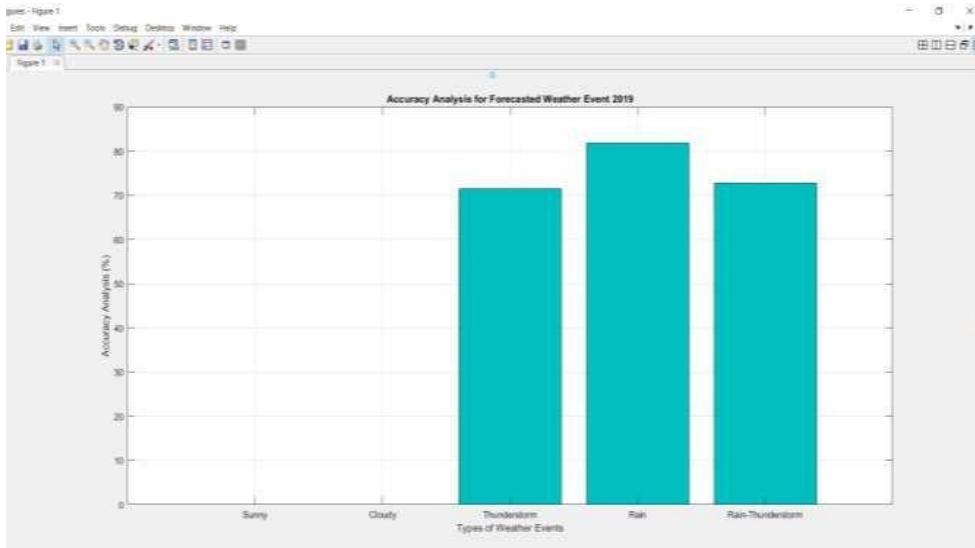 gures - Figure 1
Edit View Insert Tools Debug Desktop Window Help
Figure 1
Accuracy Analysis for Forecasted Weather Event 2019
90
80
70
60
50
40
30
20
10
0
Accuracy Analysis (%)
Sunny Cloudy Thunderstorm Rain Rain-Thunderstorm
Types of Weather Events